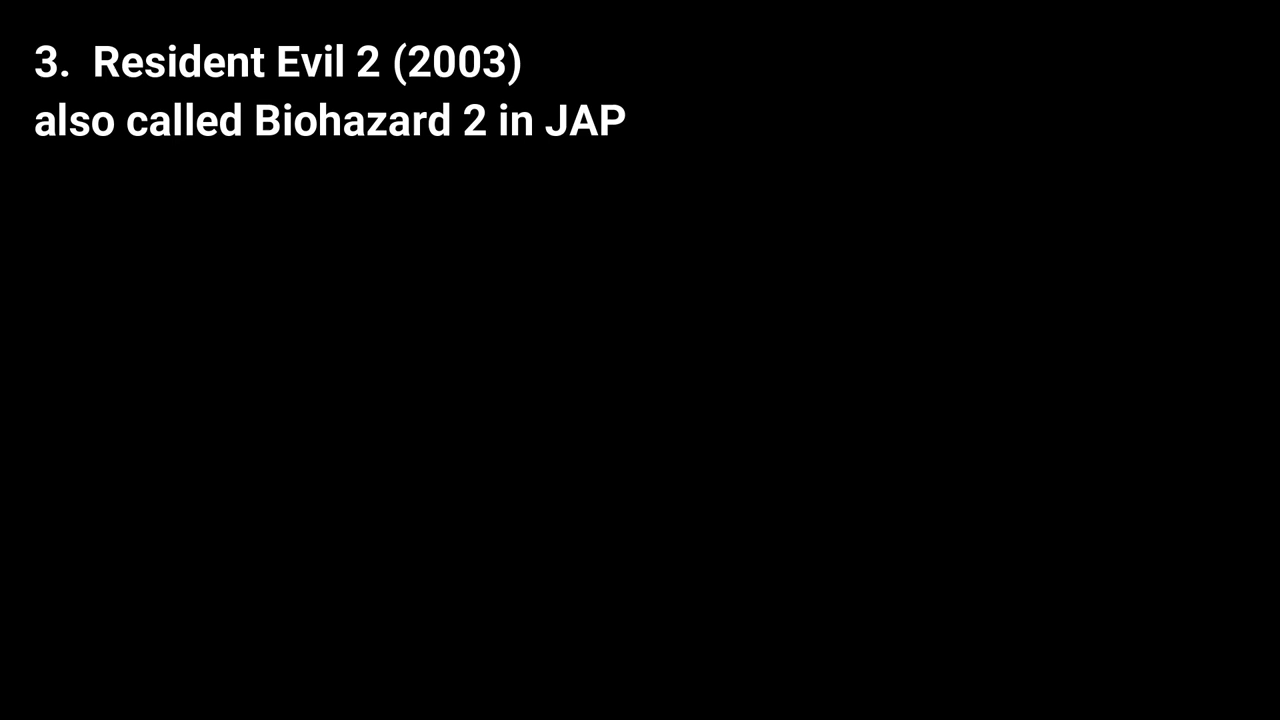 3.  Resident Evil 2 (2003)
also called Biohazard 2 in JAP